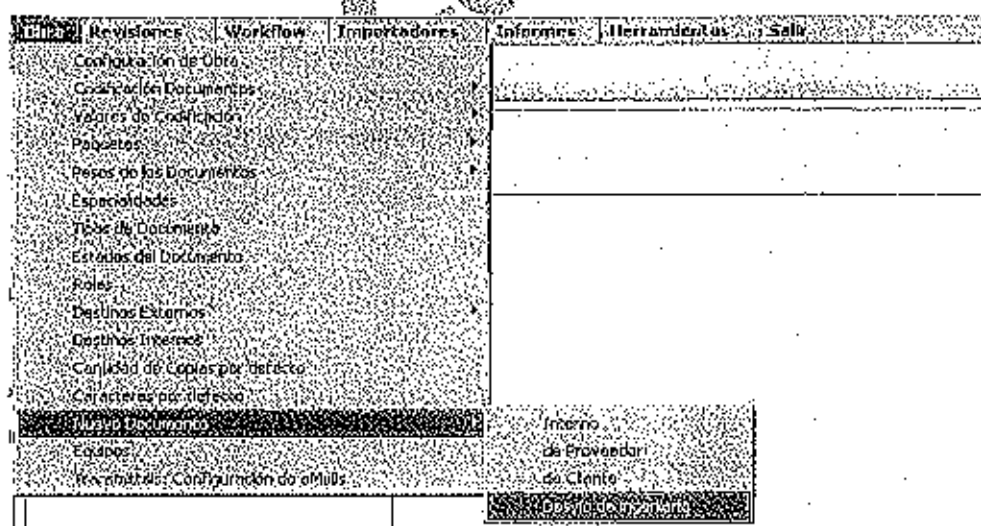 Revisiones Workflow Importadores Informes Herramientas Salir
Configuración de Obra
Codificación Documentos
Valores de Codificación
Paquetes
Pesos de los Documentos
Especialidades
Tipos de Documento
Estados del Documento
Roles
Destinos Externos
Destinos Internos
Cantidad de Copias por defecto
Caracteres por defecto
Nuevo Documento
Interno
Equipos
de Proveedor
Configuración de eMails
de Cliente